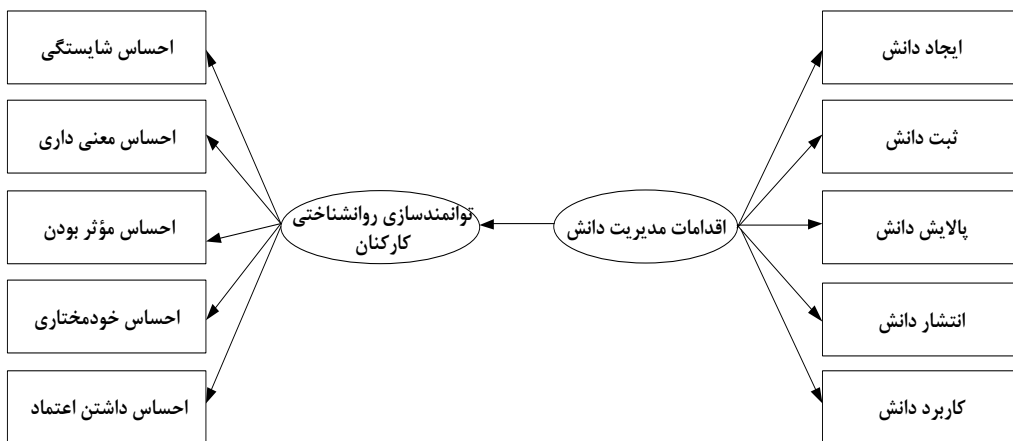 ایجاد دانش
ثبت دانش
پالایش دانش
انتشار دانش
کاربرد دانش
اقدامات مدیریت دانش
توانمندسازی روانشناختی
کارکنان
احساس شایستگی
احساس معنی داری
احساس مؤثر بودن
احساس خودمختاری
احساس داشتن اعتماد